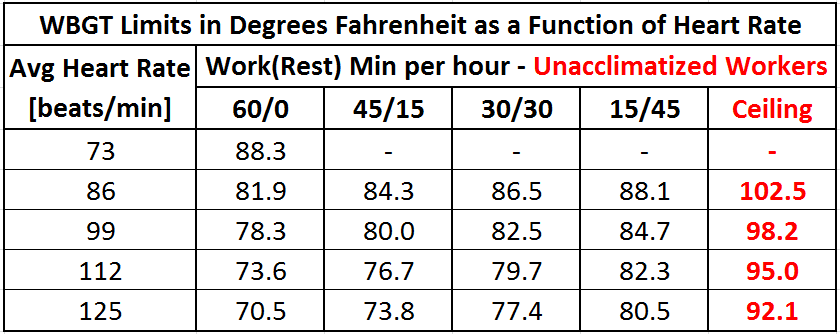 WBGT Limits in Degrees Fahrenheit as a Function of Heart Rate
Avg Heart Rate [beats/min] Work(Rest) Min per hour - Unacclimatized Workers
60/0 45/15 30/30 15/45 Ceiling
73 88.3 - - - -
86 81.9 84.3 86.5 88.1 102.5
99 78.3 80.0 82.5 84.7 98.2
112 73.6 76.7 79.7 82.3 95.0
125 70.5 73.8 77.4 80.5 92.1